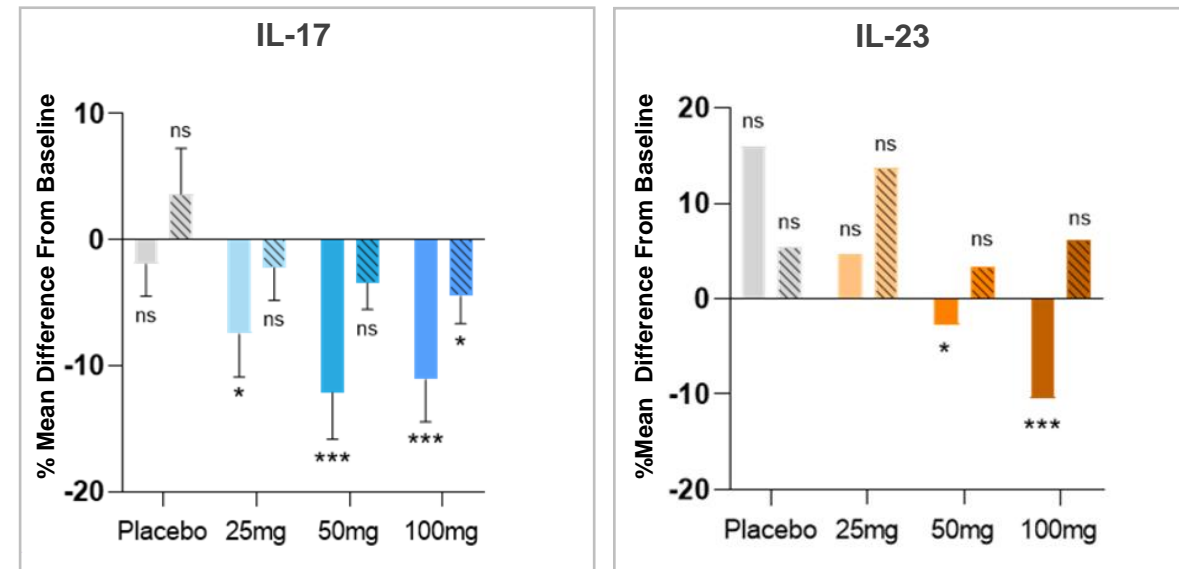 IL-17
% Mean Difference From Baseline
10
0
-10
-20
ns
ns
*
ns
***
ns
***
*
Placebo 25mg 50mg 100mg
IL-23
%Mean Difference From Baseline
20
10
0
-10
-20
ns
ns
ns
ns
*
ns
***
ns
Placebo 25mg 50mg 100mg